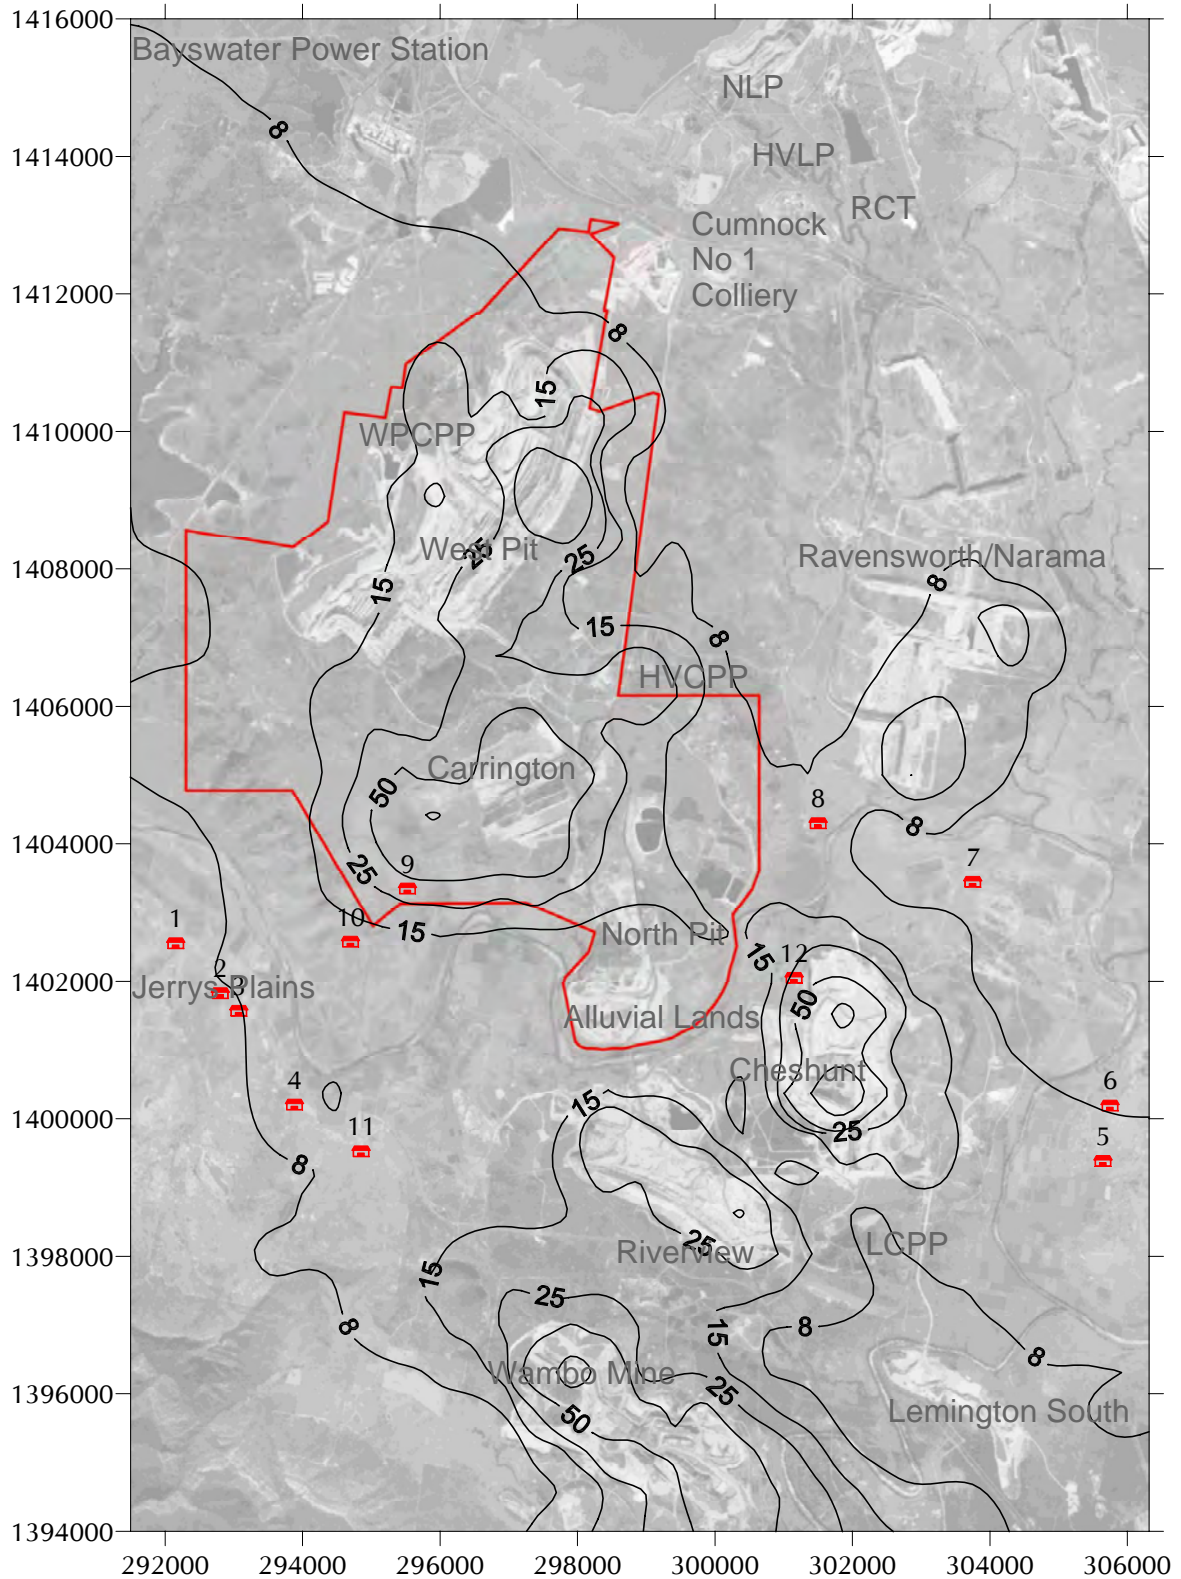 1416000
Bayswater Power Station
NLP
8
1414000
HVLP
RCT
Cumnock
No 1
Colliery
1412000
8
15
1410000
WPCPP
West Pit
25
25
1408000
Ravensworth/Narama
8
15
15
8
HVCPP
1406000
Carrington
50
8
8
1404000
25
9
7
1
10
15
North Pit
15
12
1402000
2
Jerrys Plains
3
50
Alluvial Lands
Cheshunt
4
15
6
1400000
25
11
5
8
25
Riverview
LCPP
1398000
15
25
8
15
8
8
Wambo Mine
25
1396000
50
Lemington South
1394000
292000 294000 296000 298000 300000 302000 304000 306000